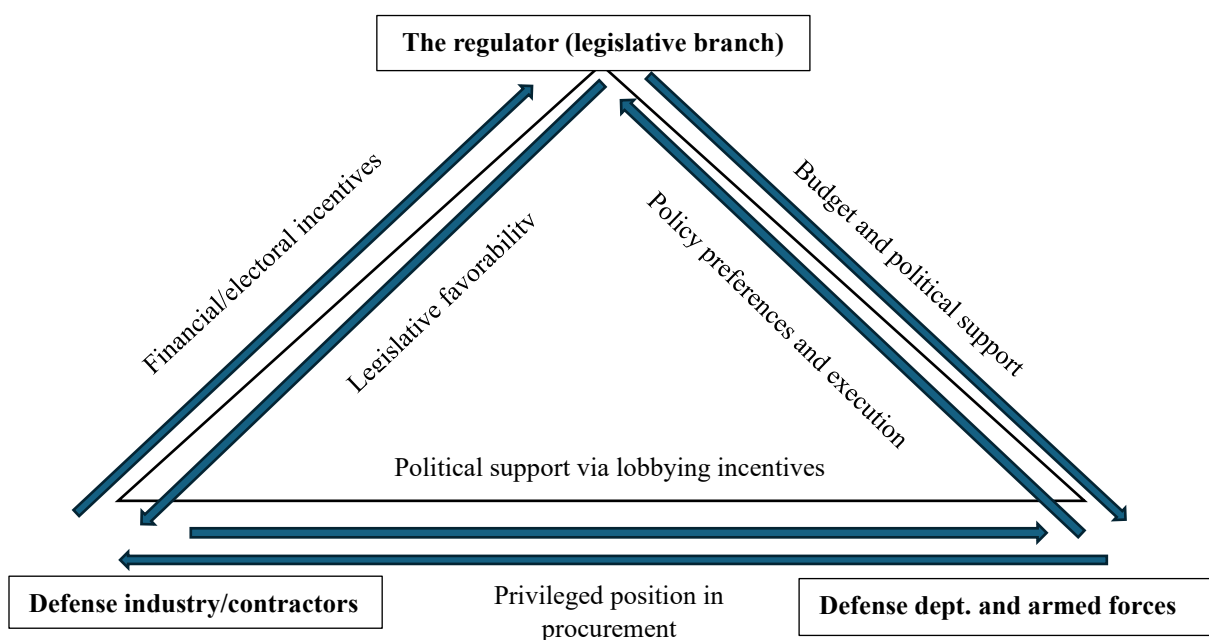 The regulator (legislative branch)
Financial/electoral incentives
Legislative favorability
Policy preferences and execution
Budget and political support
Political support via lobbying incentives
Defense industry/contractors
Privileged position in
procurement
Defense dept. and armed forces